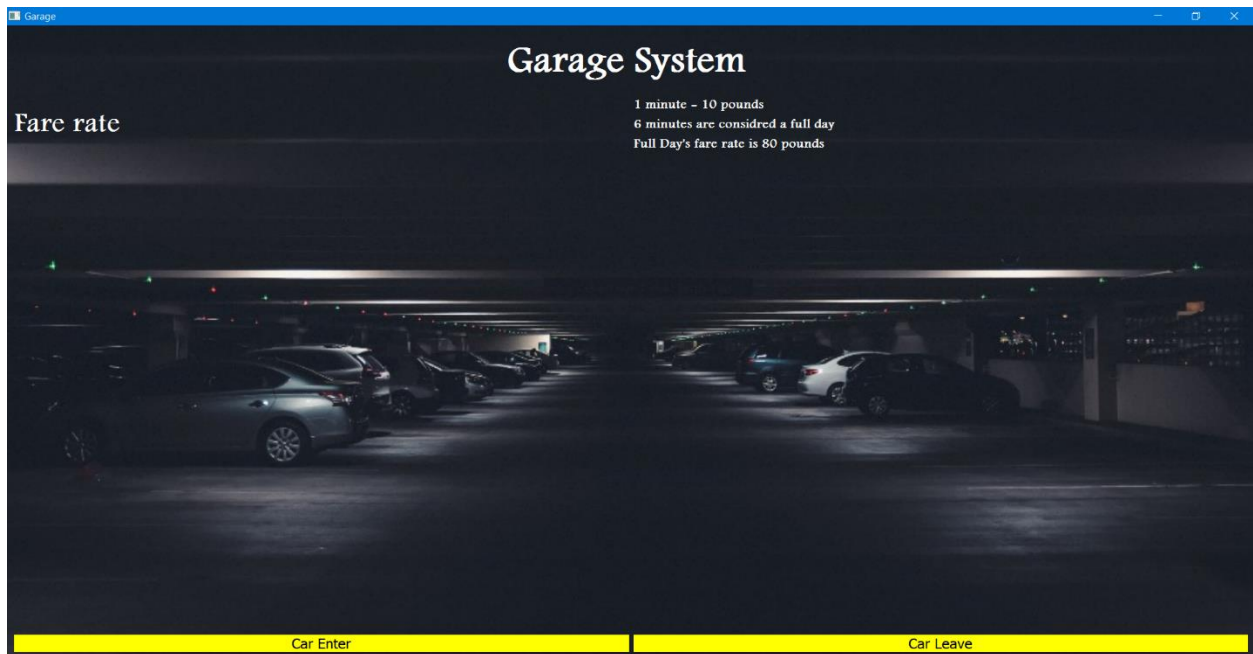 Garage
Garage System
Fare rate
1 minute - 10 pounds
6 minutes are considred a full day
Full Day's fare rate is 80 pounds
Car Enter
Car Leave